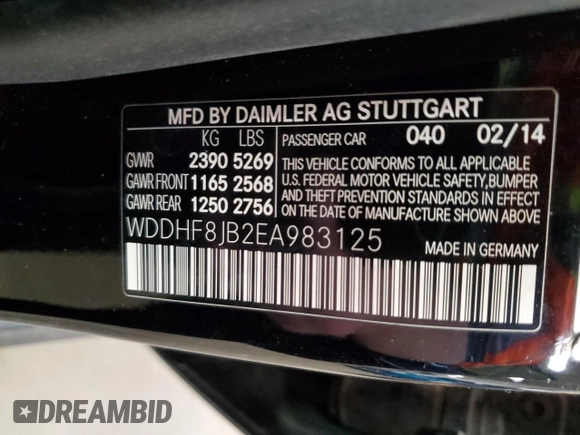 MFD BY DAIMLER AG STUTTGART
KG LBS
GVWR 2390 5269
GAWR FRONT 1165 2568
GAWR REAR 1250 2756
PASSENGER CAR 040 02/14
THIS VEHICLE CONFORMS TO ALL APPLICABLE
U.S. FEDERAL MOTOR VEHICLE SAFETY,BUMPER
AND THEFT PREVENTION STANDARDS IN EFFECT
ON THE DATE OF MANUFACTURE SHOWN ABOVE.
WDDHF8JB2EA983125
MADE IN GERMANY
DREAMBID